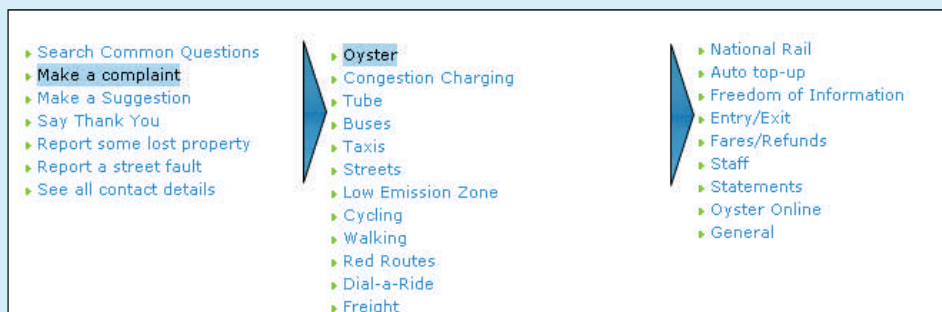 Search Common Questions
Make a complaint
Make a Suggestion
Say Thank You
Report some lost property
Report a street fault
See all contact details
Oyster
Congestion Charging
Tube
Buses
Taxis
Streets
Low Emission Zone
Cycling
Walking
Red Routes
Dial-a-Ride
Freight
National Rail
Auto top-up
Freedom of Information
Entry/Exit
Fares/Refunds
Staff
Statements
Oyster Online
General